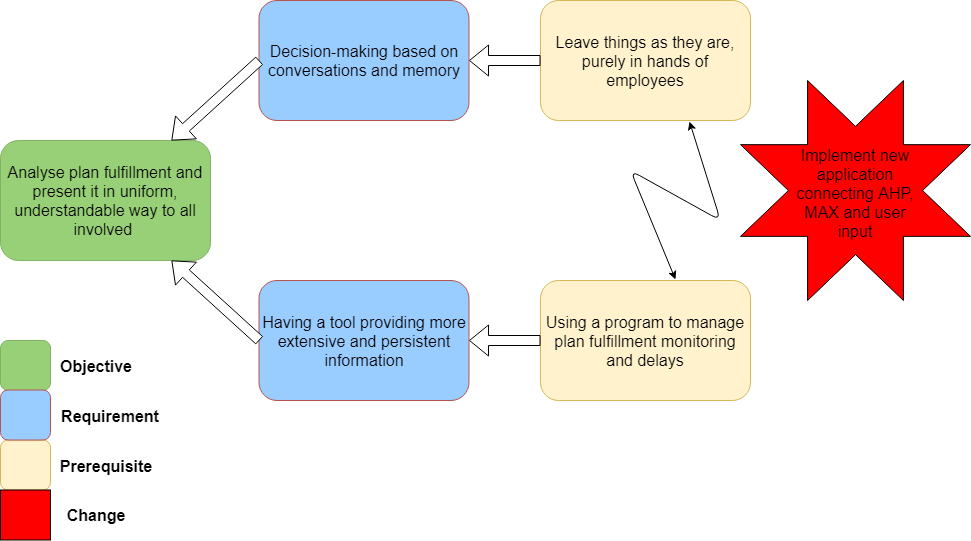 Decision-making based on
conversations and memory
Leave things as they are,
purely in hands of
employees
Implement new
application
connecting AHP,
MAX and user
input
Analyse plan fulfillment and
present it in uniform,
understandable way to all
involved
Having a tool providing more
extensive and persistent
information
Using a program to manage
plan fulfillment monitoring
and delays
Objective
Requirement
Prerequisite
Change